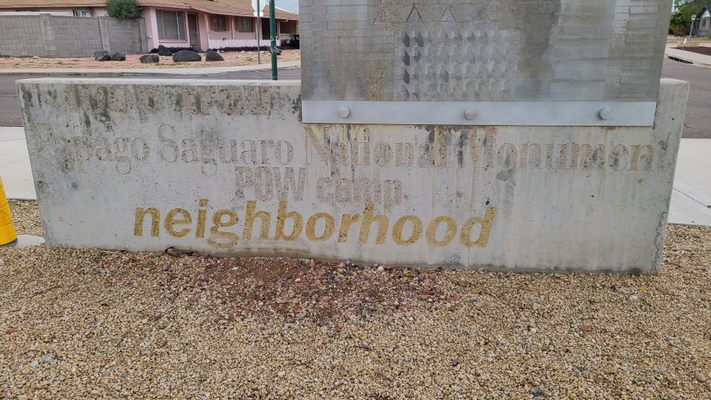 Papago Saguaro National Monument
POW camp
neighborhood